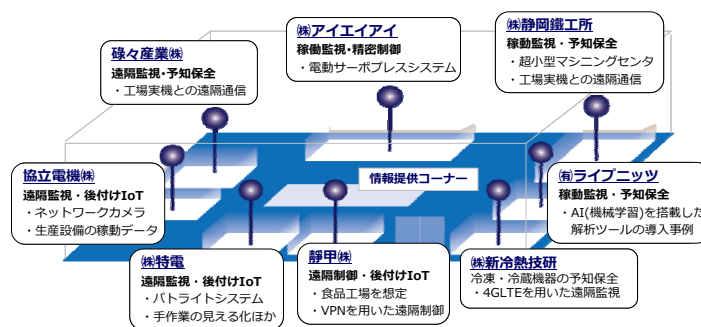 ㈱アイエイアイ
稼働監視・精密制御
・電動サーボプレスシステム
㈱静岡鐵工所
稼動監視・予知保全
・超小型マシニングセンタ
・工場実機との遠隔通信
碌々産業㈱
遠隔監視・予知保全
・工場実機との遠隔通信
情報提供コーナー
協立電機㈱
遠隔監視・後付けIoT
・ネットワークカメラ
・生産設備の稼動データ
㈲ライプニッツ
稼動監視・予知保全
・AI(機械学習)を搭載した
解析ツールの導入事例
㈱特電
遠隔監視・後付けIoT
・パトライトシステム
・手作業の見える化ほか
靜甲㈱
遠隔制御・後付けIoT
・食品工場を想定
・VPNを用いた遠隔制御
㈱新冷熱技研
冷凍・冷蔵機器の予知保全
・4GLTEを用いた遠隔監視